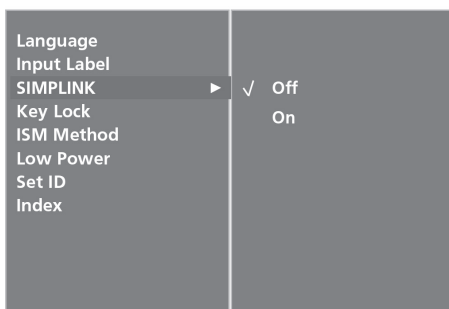 Language
Input Label
SIMPLINK ► √ Off
Key Lock On
ISM Method
Low Power
Set ID
Index